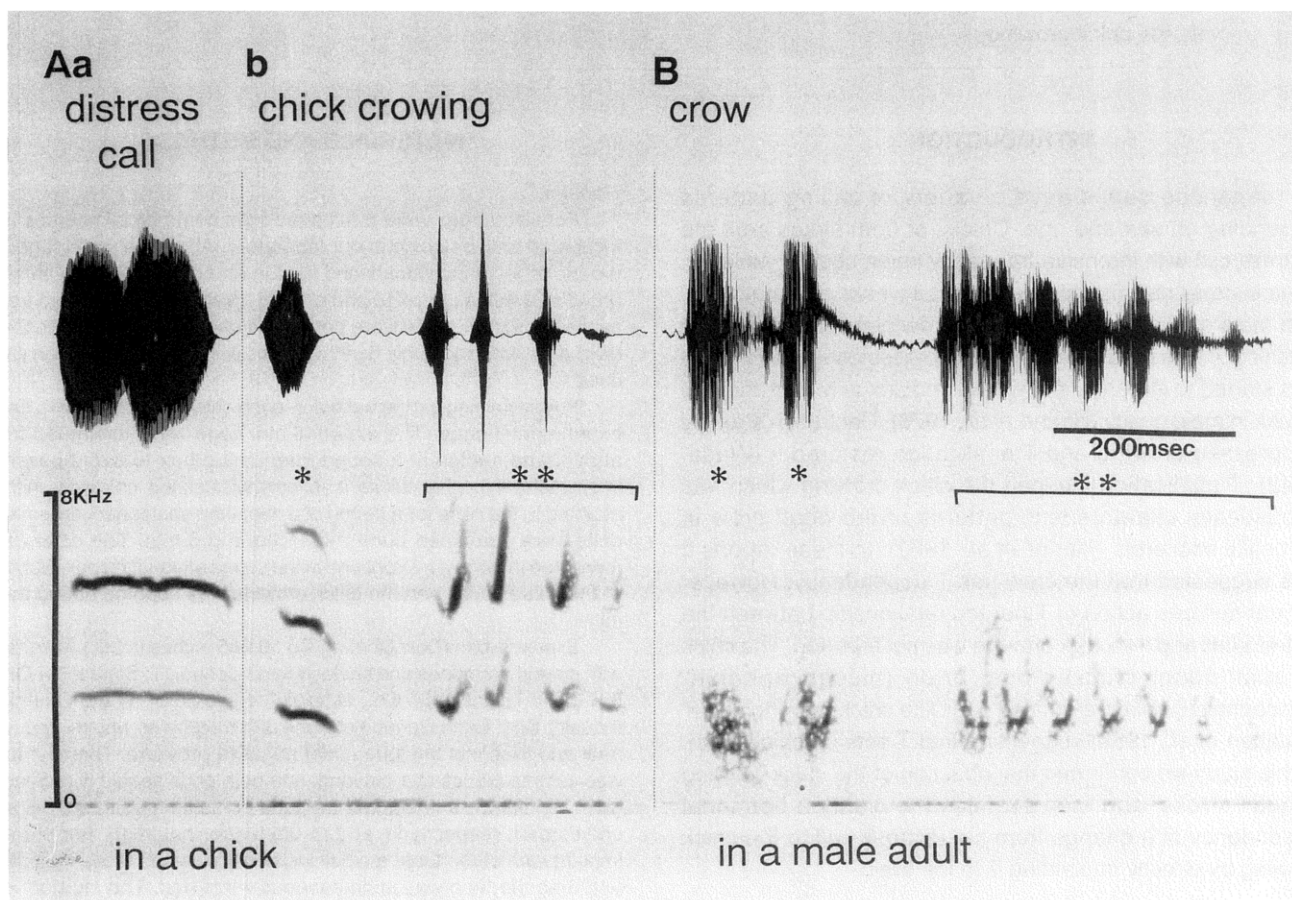 Aa
distress
call
b
chick crowing
B
crow
200msec
*
**
*
*
**
8KHz
0
in a chick
in a male adult